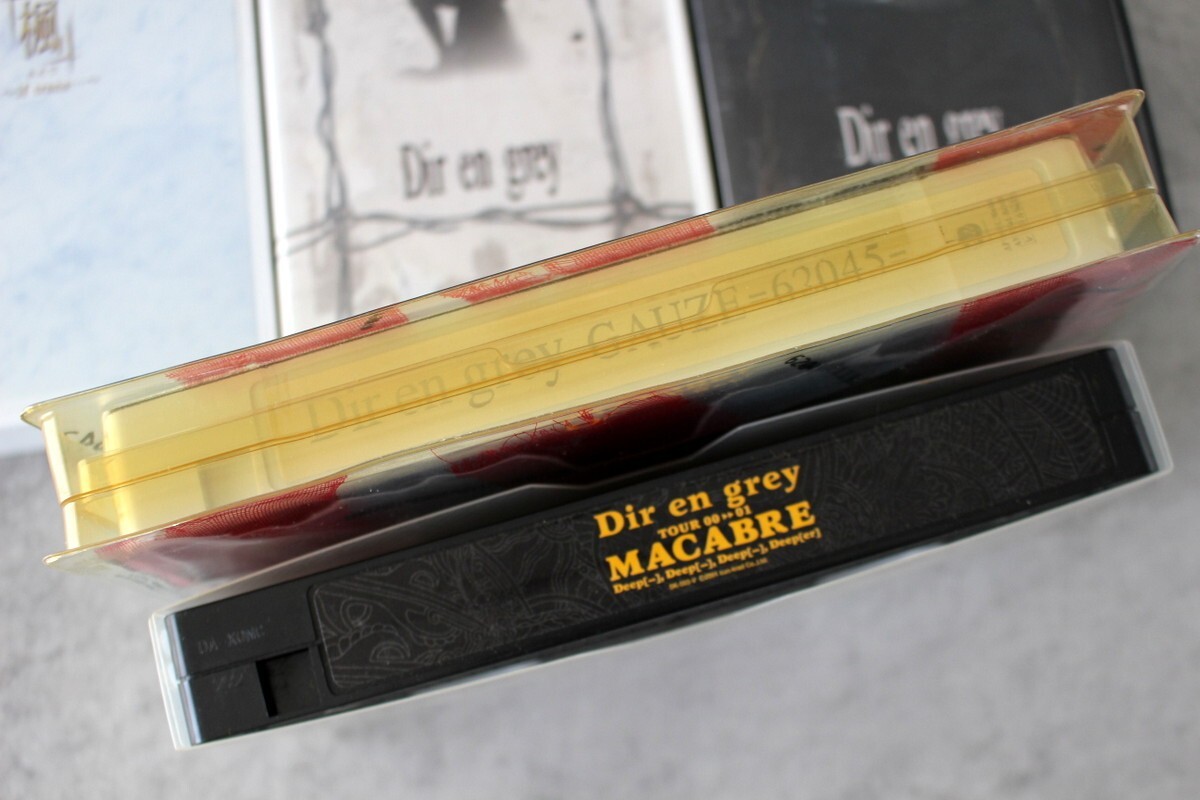 「楓」
Dir en grey
Dir en grey
Dir en grey GAUZE -62045-
Dir en grey
TOUR 00▸▸01
MACABRE
Deep(−), Deep(−), Deep(−), Deep(er)